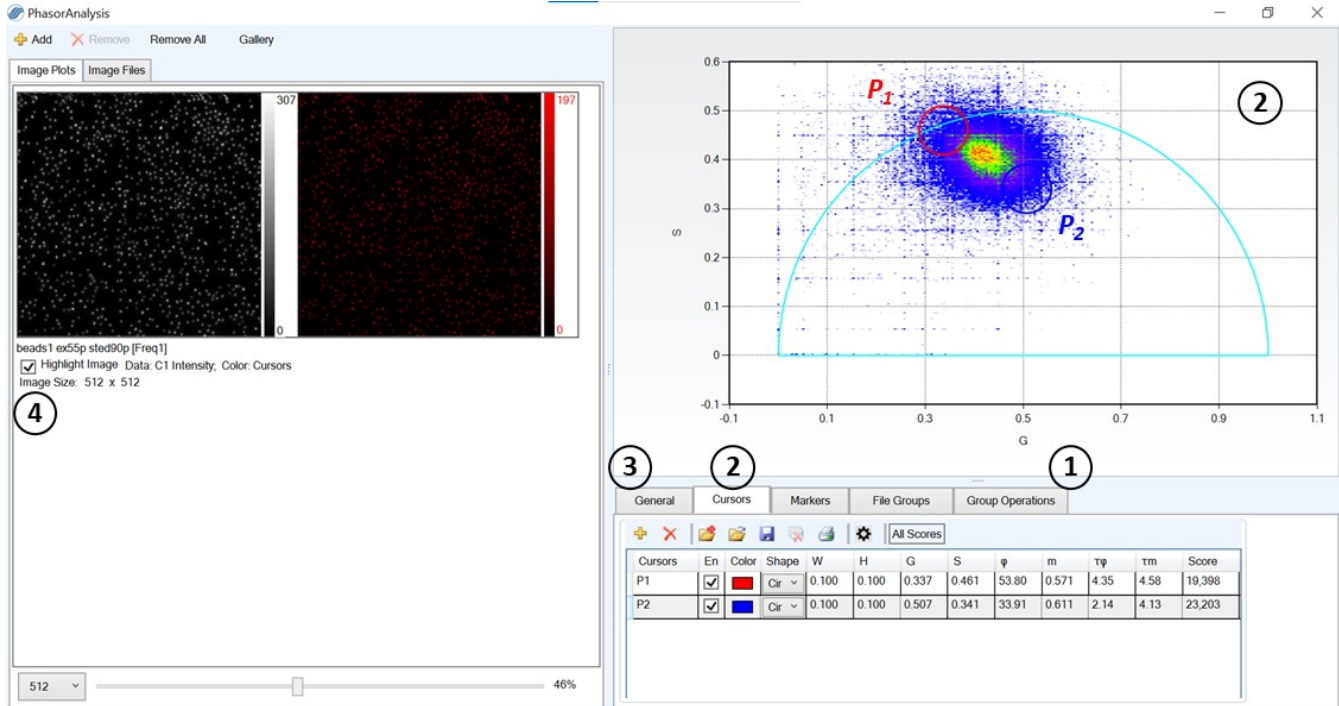 PhasorAnalysis
Add Remove Remove All Gallery
Image Plots Image Files
307
0
197
0
beads1 ex55p sted90p [Freq1]
Highlight Image Data: C1 Intensity; Color: Cursors
Image Size: 512 x 512
4
512 46%
0.6
0.5
0.4
0.3
0.2
0.1
0
-0.1
S
-0.1 0.1 0.3 0.5 0.7 0.9 1.1
G
P1
P2
2
3 2 1
General Cursors Markers File Groups Group Operations
All Scores
Cursors En Color Shape W H G S φ m τφ τm Score
P1 Cir 0.100 0.100 0.337 0.461 53.80 0.571 4.35 4.58 19,398
P2 Cir 0.100 0.100 0.507 0.341 33.91 0.611 2.14 4.13 23,203